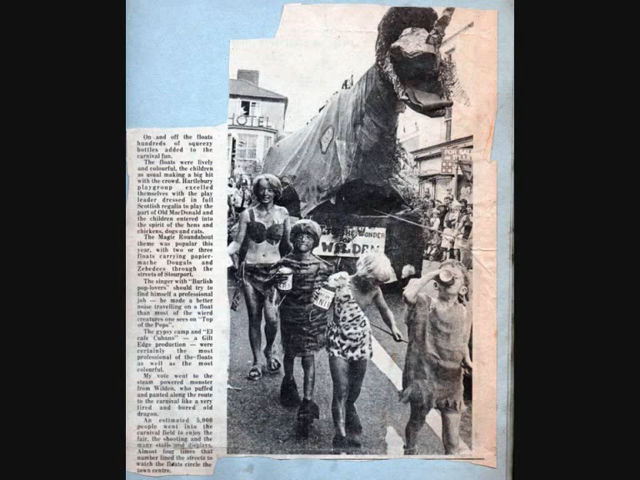 On and off the floats
hundreds of squeezy
bottles added to the
carnival fun.
The floats were lively
and colourful, the children
as usual making a big hit
with the crowd. Hartlebury
playgroup excelled
themselves with the play
leader dressed in full
Scottish regalia to play the
part of Old MacDonald and
the children entered into
the spirit of the hens and
chickens, dogs and cats.
The Magic Roundabout
theme was popular this
year, with two or three
floats carrying papier-
mache Dougals and
Zebedees through the
streets of Stourport.
The singer with "Burlish
pop-lovers" should try to
find himself a professional
job — he made a better
noise travelling on a float
than most of the wierd
creatures one sees on "Top
of the Pops".
The gypsy camp and "El
cafe Cubano" — a Gilt
Edge production — were
certainly the most
professional of the floats
as well as the most
colourful.
My vote went to the
steam powered monster
from Wilden, who puffed
and panted along the route
to the carnival like a very
tired and bored old
dragon.
An estimated 5,000
people went into the
carnival field to enjoy the
fair, the shooting and the
many stalls and displays.
Almost four times that
number lined the streets to
watch the floats circle the
town centre.
HOTEL
THE WONDER
WILDEN